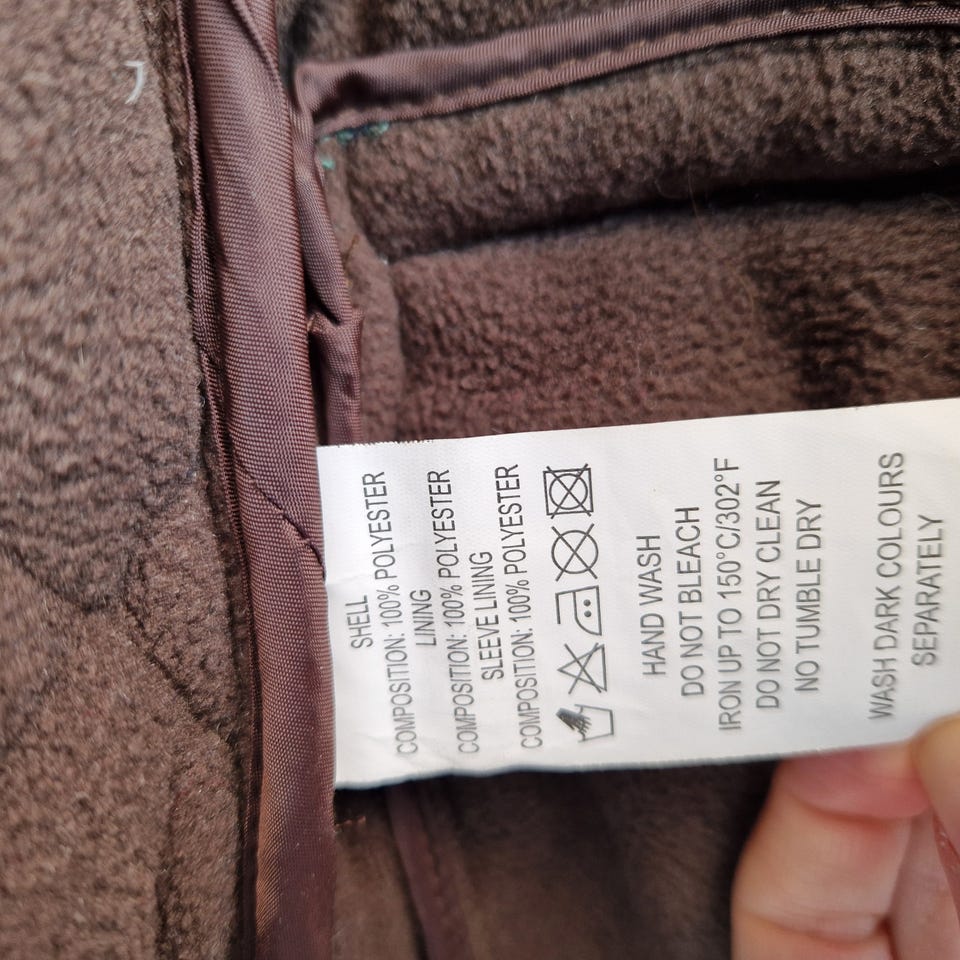 SHELL
COMPOSITION: 100% POLYESTER
LINING
COMPOSITION: 100% POLYESTER
SLEEVE LINING
COMPOSITION: 100% POLYESTER
HAND WASH
DO NOT BLEACH
IRON UP TO 150°C/302°F
DO NOT DRY CLEAN
NO TUMBLE DRY
WASH DARK COLOURS
SEPARATELY